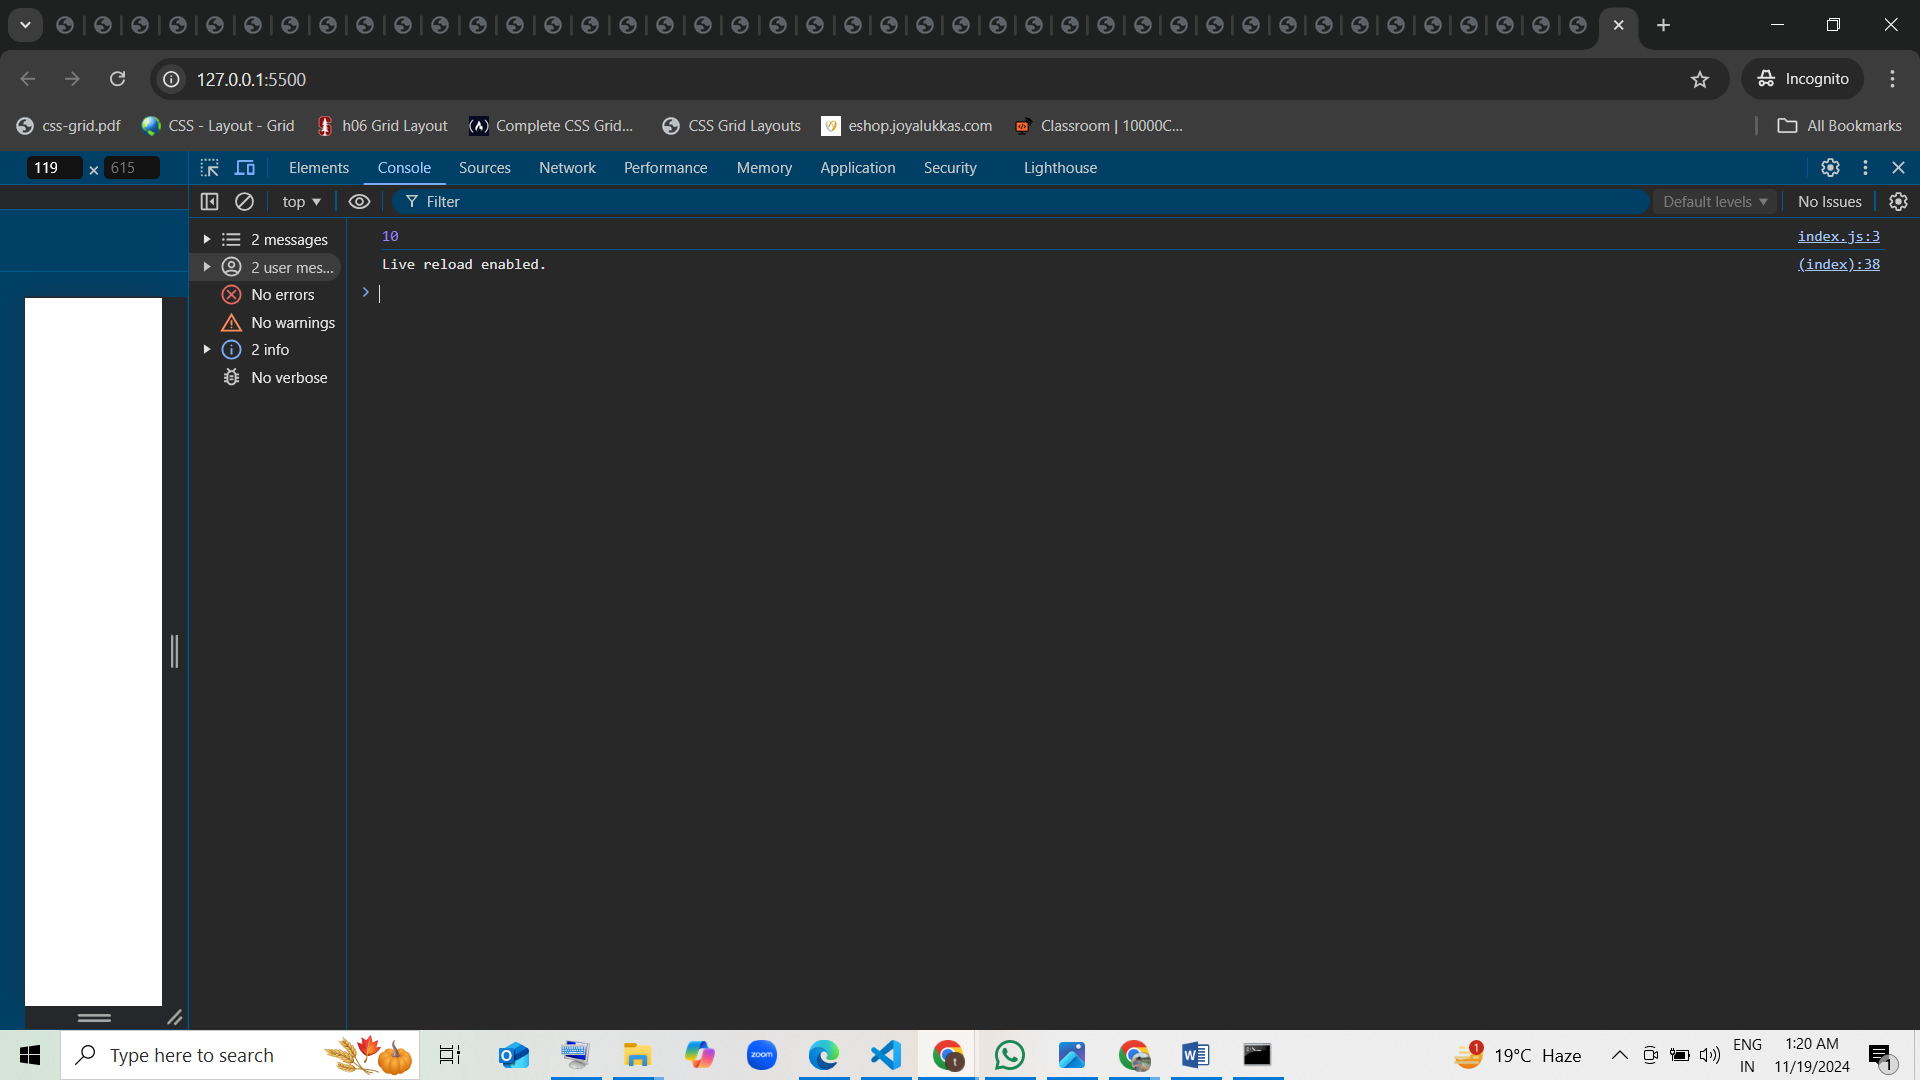 127.0.0.1:5500
Incognito
css-grid.pdf
CSS - Layout - Grid
h06 Grid Layout
Complete CSS Grid...
CSS Grid Layouts
eshop.joyalukkas.com
Classroom | 10000C...
All Bookmarks
119 × 615
Elements
Console
Sources
Network
Performance
Memory
Application
Security
Lighthouse
top
Filter
Default levels
No Issues
2 messages
2 user mes...
No errors
No warnings
2 info
No verbose
10
index.js:3
Live reload enabled.
(index):38
Type here to search
zoom
1
19°C Haze
ENG
IN
1:20 AM
11/19/2024
1